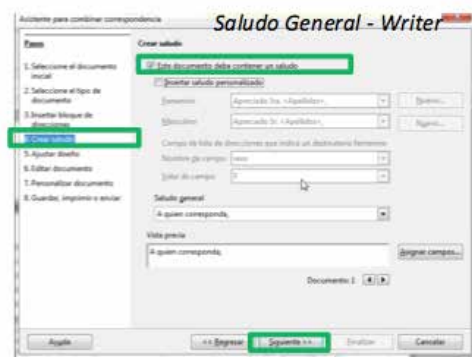 Saludo General - Writer
Asistente para combinar correspondencia
Pasos
1. Seleccione el documento inicial
2. Seleccione el tipo de documento
3. Insertar bloque de direcciones
4. Crear saludo
5. Ajustar diseño
6. Editar documento
7. Personalizar documento
8. Guardar, imprimir o enviar
Crear saludo
Este documento debe contener un saludo
Insertar saludo personalizado
Femenino
Apreciada Sra. <Apellidos>,
Nuevo...
Masculino
Apreciado Sr. <Apellidos>,
Nuevo...
Campo de lista de direcciones que indica un destinatario femenino
Nombre de campo
Valor de campo
Saludo general
A quien corresponda,
Vista previa
A quien corresponda,
Asignar campos...
Documento: 1
Ayuda
<< Regresar
Siguiente >>
Finalizar
Cancelar